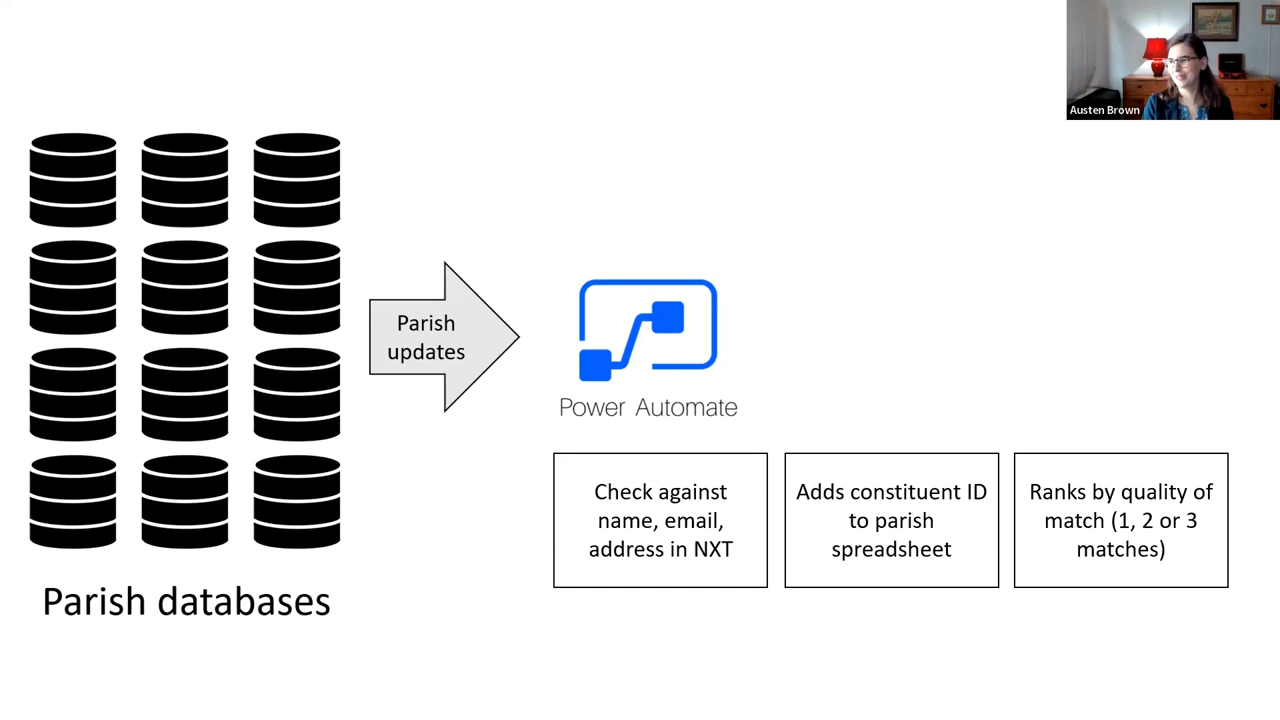 Austen Brown
Parish
updates
Power Automate
Check against
name, email,
address in NXT
Adds constituent ID
to parish
spreadsheet
Ranks by quality of
match (1, 2 or 3
matches)
Parish databases